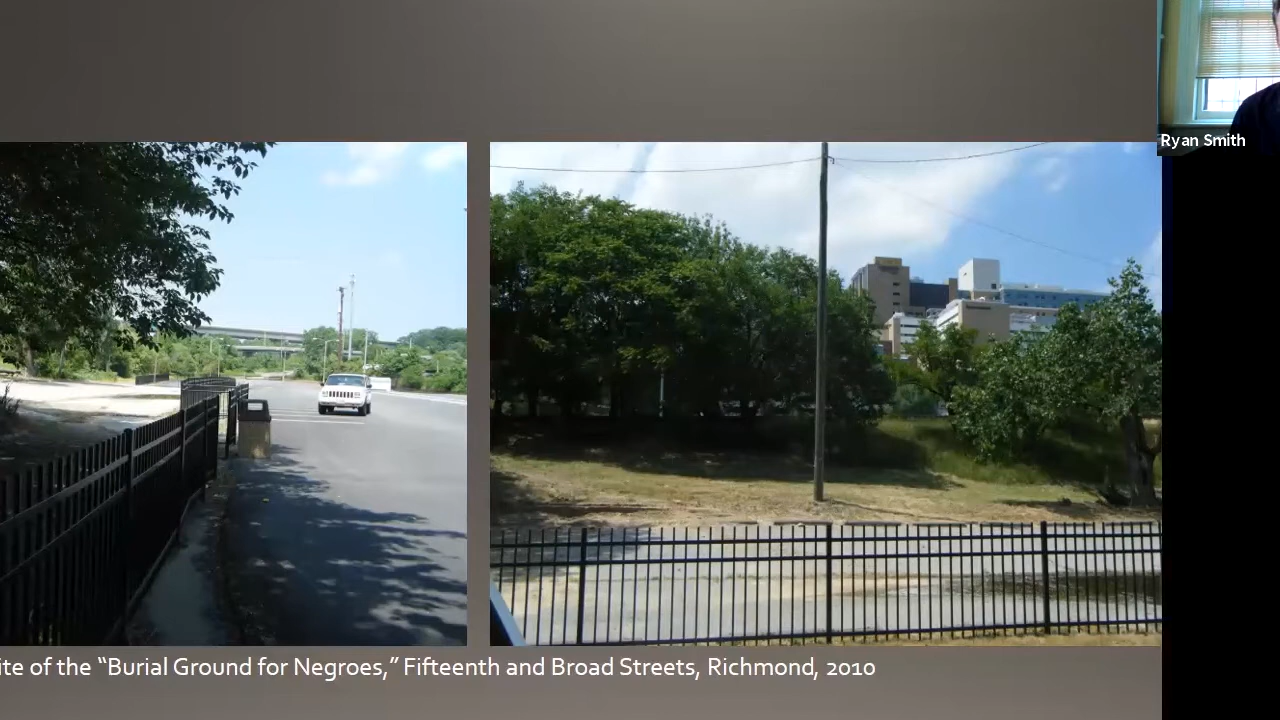 Ryan Smith
ite of the “Burial Ground for Negroes,” Fifteenth and Broad Streets, Richmond, 2010